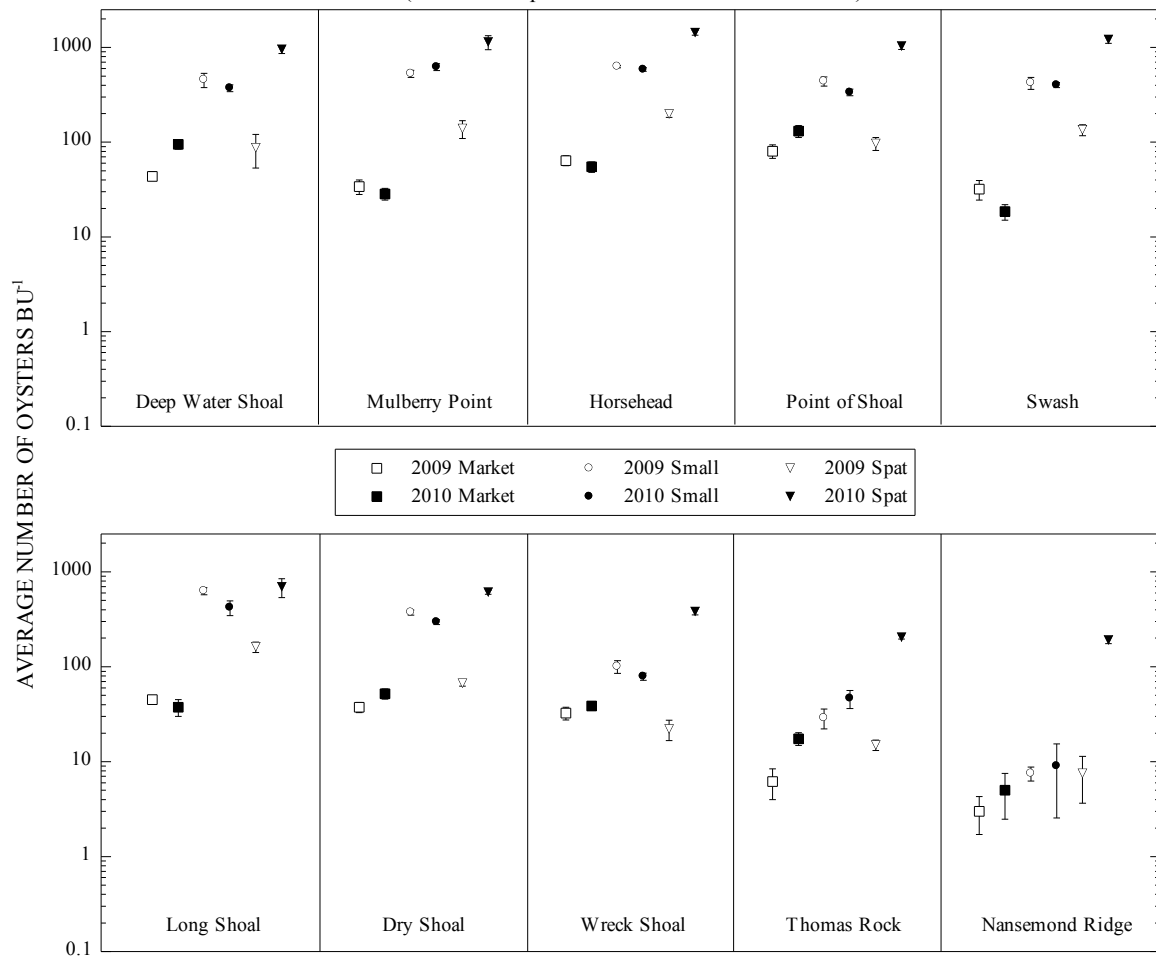 1000
100
10
1
0.1
Deep Water Shoal Mulberry Point Horsehead Point of Shoal Swash
AVERAGE NUMBER OF OYSTERS BU-1
2009 Market 2009 Small 2009 Spat
2010 Market 2010 Small 2010 Spat
1000
100
10
1
0.1
Long Shoal Dry Shoal Wreck Shoal Thomas Rock Nansemond Ridge